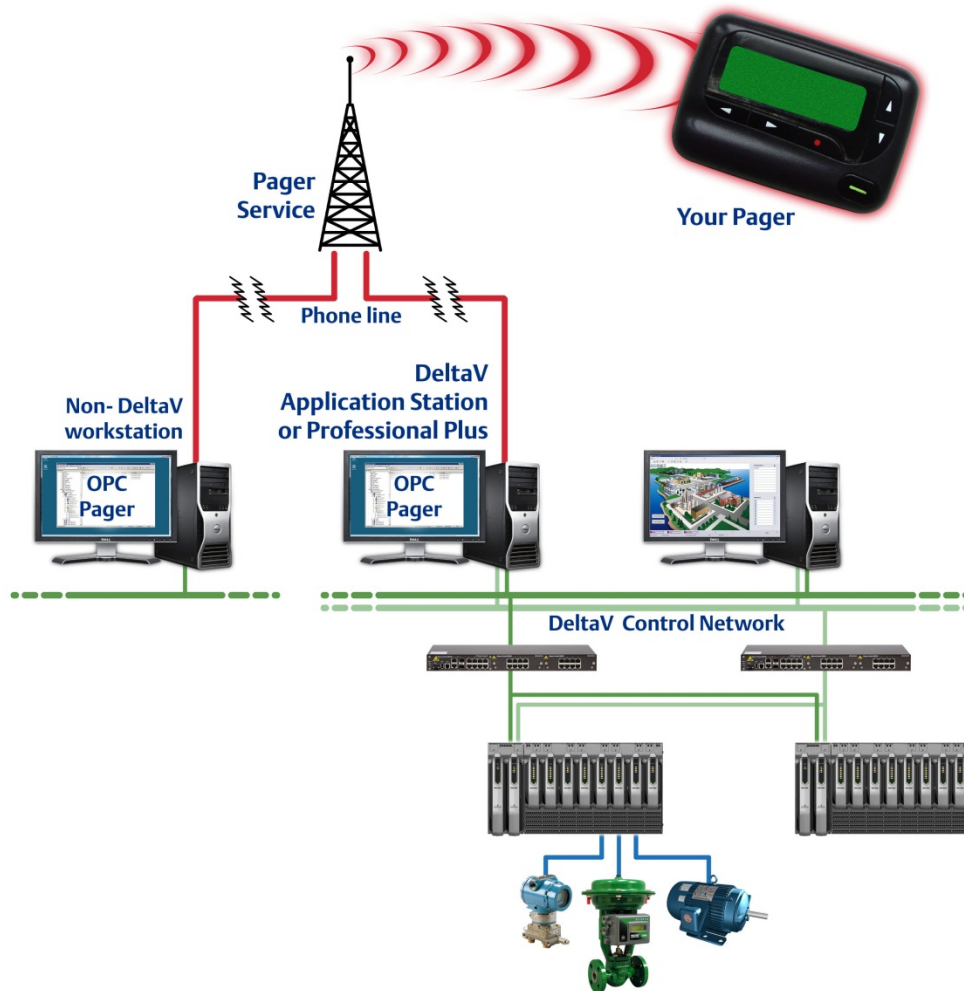 Pager
Service
Your Pager
Phone line
Non- DeltaV
workstation
DeltaV
Application Station
or Professional Plus
OPC
Pager
OPC
Pager
DeltaV Control Network